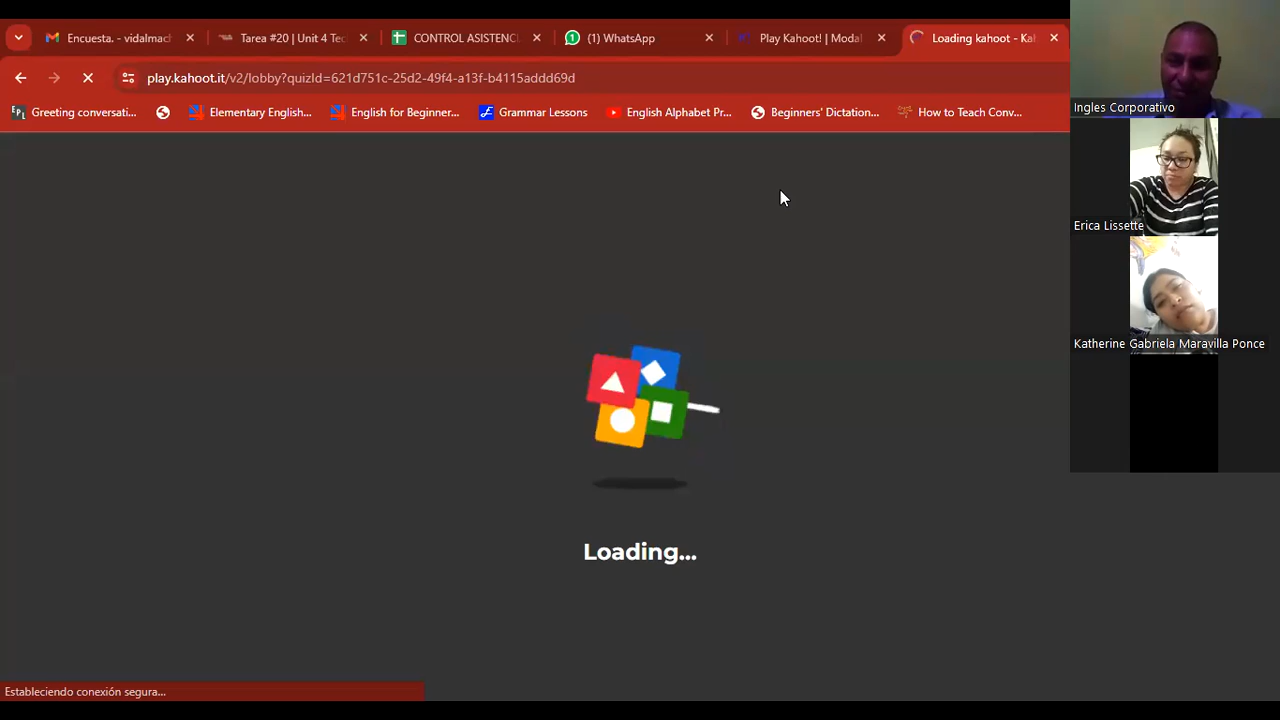 Encuesta. - vidalmach
Tarea #20 | Unit 4 Tec
CONTROL ASISTENCI
(1) WhatsApp
Play Kahoot! | Modal
Loading kahoot - Kah
play.kahoot.it/v2/lobby?quizId=621d751c-25d2-49f4-a13f-b4115addd69d
EPL
Greeting conversati...
Elementary English...
English for Beginner...
Grammar Lessons
English Alphabet Pr...
Beginners' Dictation...
How to Teach Conv...
Ingles Corporativo
Erica Lissette
Katherine Gabriela Maravilla Ponce
Loading...
Estableciendo conexión segura...